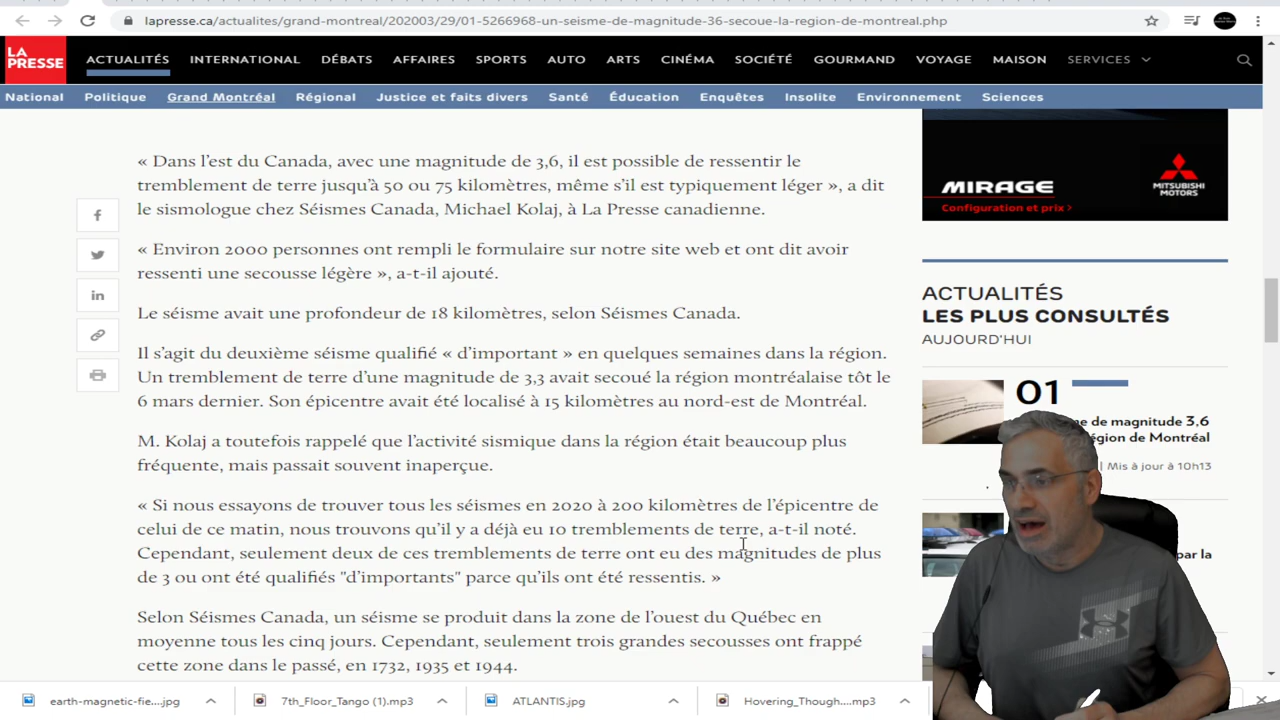 lapresse.ca/actualites/grand-montreal/202003/29/01-5266968-un-seisme-de-magnitude-36-secoue-la-region-de-montreal.php
LA PRESSE
ACTUALITÉS INTERNATIONAL DÉBATS AFFAIRES SPORTS AUTO ARTS CINÉMA SOCIÉTÉ GOURMAND VOYAGE MAISON SERVICES
National Politique Grand Montréal Régional Justice et faits divers Santé Éducation Enquêtes Insolite Environnement Sciences
« Dans l'est du Canada, avec une magnitude de 3,6, il est possible de ressentir le
tremblement de terre jusqu'à 50 ou 75 kilomètres, même s'il est typiquement léger », a dit
le sismologue chez Séismes Canada, Michael Kolaj, à La Presse canadienne.
« Environ 2000 personnes ont rempli le formulaire sur notre site web et ont dit avoir
ressenti une secousse légère », a-t-il ajouté.
Le séisme avait une profondeur de 18 kilomètres, selon Séismes Canada.
Il s'agit du deuxième séisme qualifié « d'important » en quelques semaines dans la région.
Un tremblement de terre d'une magnitude de 3,3 avait secoué la région montréalaise tôt le
6 mars dernier. Son épicentre avait été localisé à 15 kilomètres au nord-est de Montréal.
M. Kolaj a toutefois rappelé que l'activité sismique dans la région était beaucoup plus
fréquente, mais passait souvent inaperçue.
« Si nous essayons de trouver tous les séismes en 2020 à 200 kilomètres de l'épicentre de
celui de ce matin, nous trouvons qu'il y a déjà eu 10 tremblements de terre, a-t-il noté.
Cependant, seulement deux de ces tremblements de terre ont eu des magnitudes de plus
de 3 ou ont été qualifiés "d'importants" parce qu'ils ont été ressentis. »
Selon Séismes Canada, un séisme se produit dans la zone de l'ouest du Québec en
moyenne tous les cinq jours. Cependant, seulement trois grandes secousses ont frappé
cette zone dans le passé, en 1732, 1935 et 1944.
MIRAGE
Configuration et prix >
MITSUBISHI
MOTORS
ACTUALITÉS
LES PLUS CONSULTÉS
AUJOURD'HUI
01
de magnitude 3,6
région de Montréal
| Mis à jour à 10h13
par la
earth-magnetic-fie....jpg
7th_Floor_Tango (1).mp3
ATLANTIS.jpg
Hovering_Though....mp3